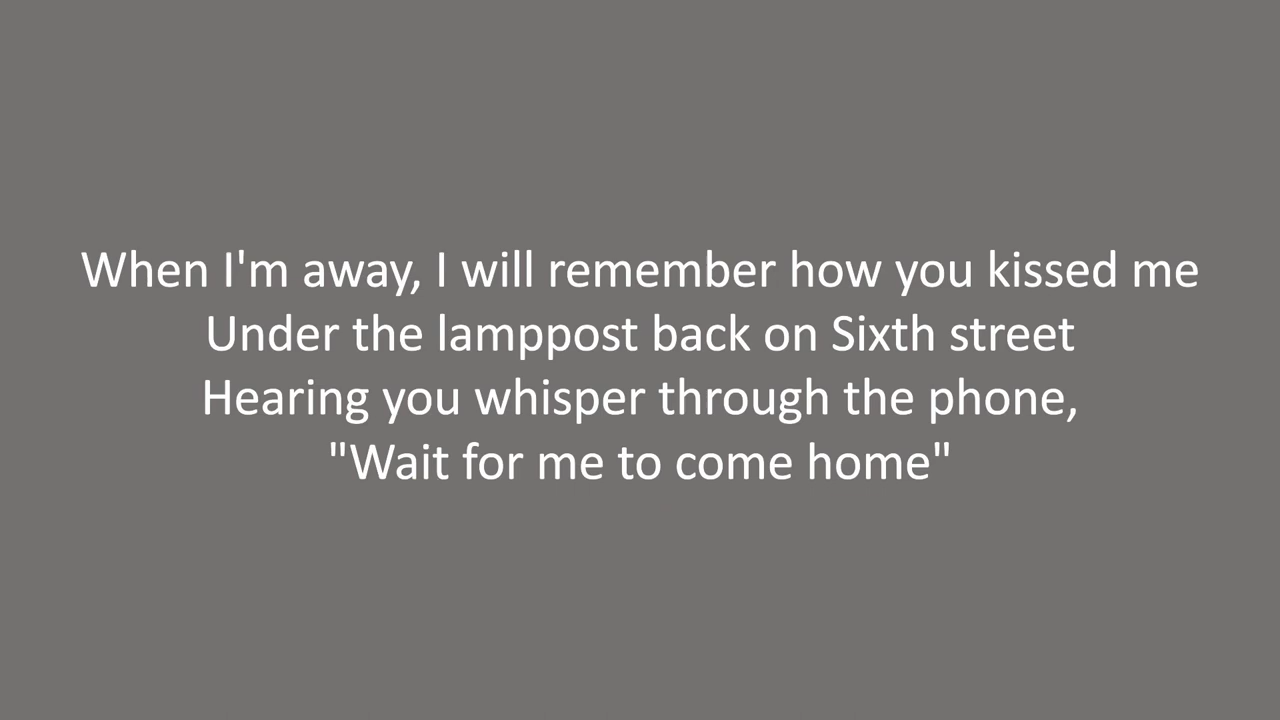 When I'm away, I will remember how you kissed me
Under the lamppost back on Sixth street
Hearing you whisper through the phone,
"Wait for me to come home"